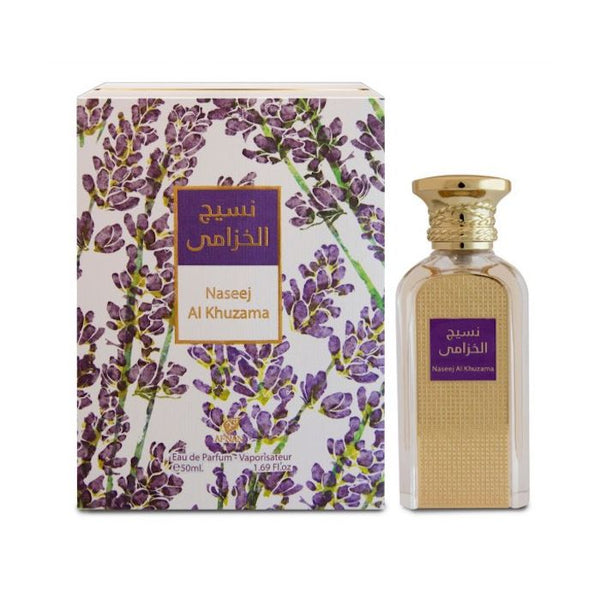 نسيج
الخزامى
Naseej
Al Khuzama
AFNAN
Eau de Parfum - Vaporisateur
℮50ml. 1.69 Fl.oz
نسيج
الخزامى
Naseej Al Khuzama